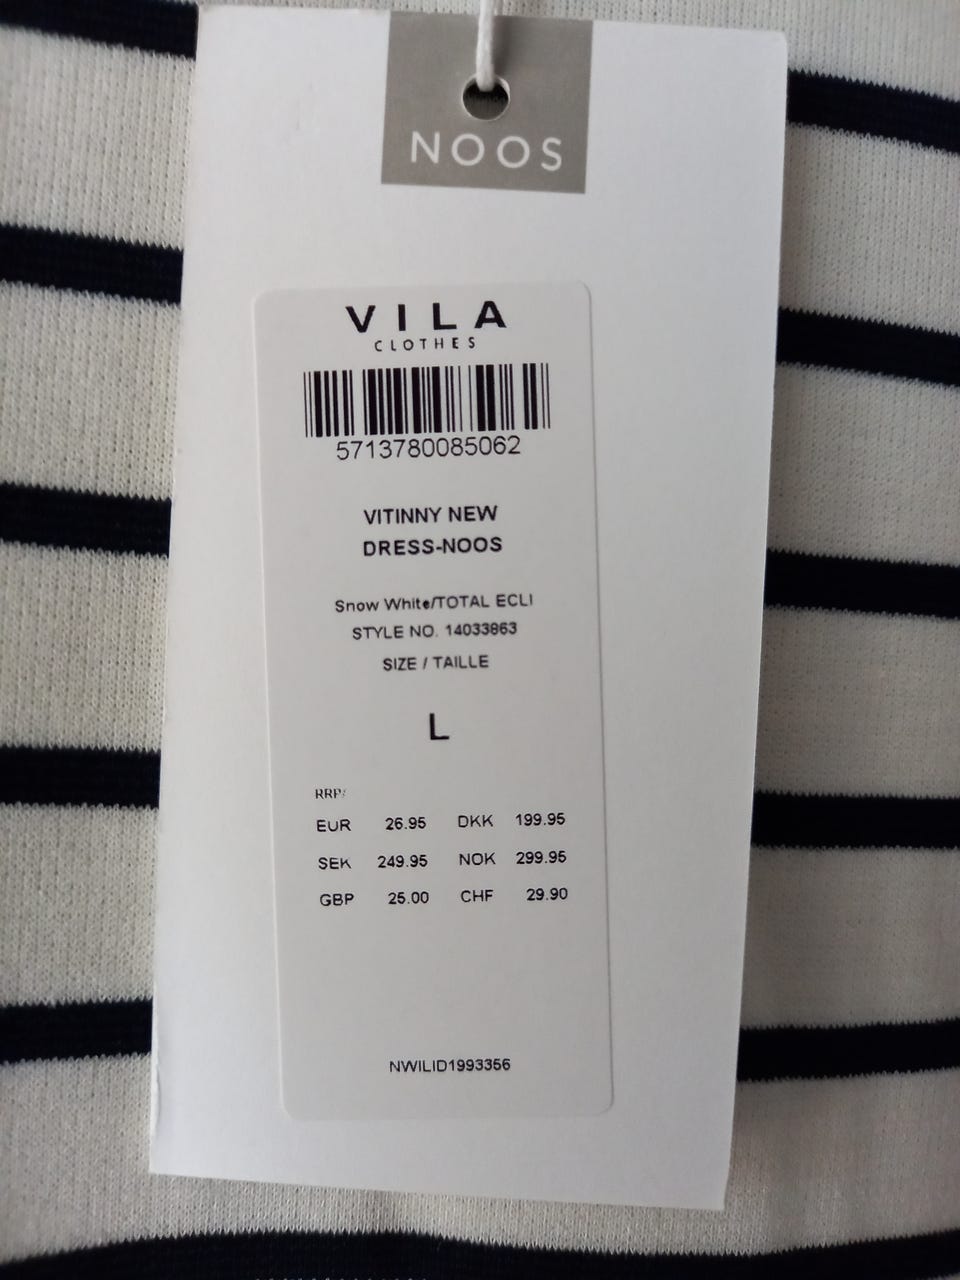 NOOS
VILA
CLOTHES
5713780085062
VITINNY NEW
DRESS-NOOS
Snow White/TOTAL ECLI
STYLE NO. 14033863
SIZE / TAILLE
L
RRP:
EUR 26.95 DKK 199.95
SEK 249.95 NOK 299.95
GBP 25.00 CHF 29.90
NWILID1993356